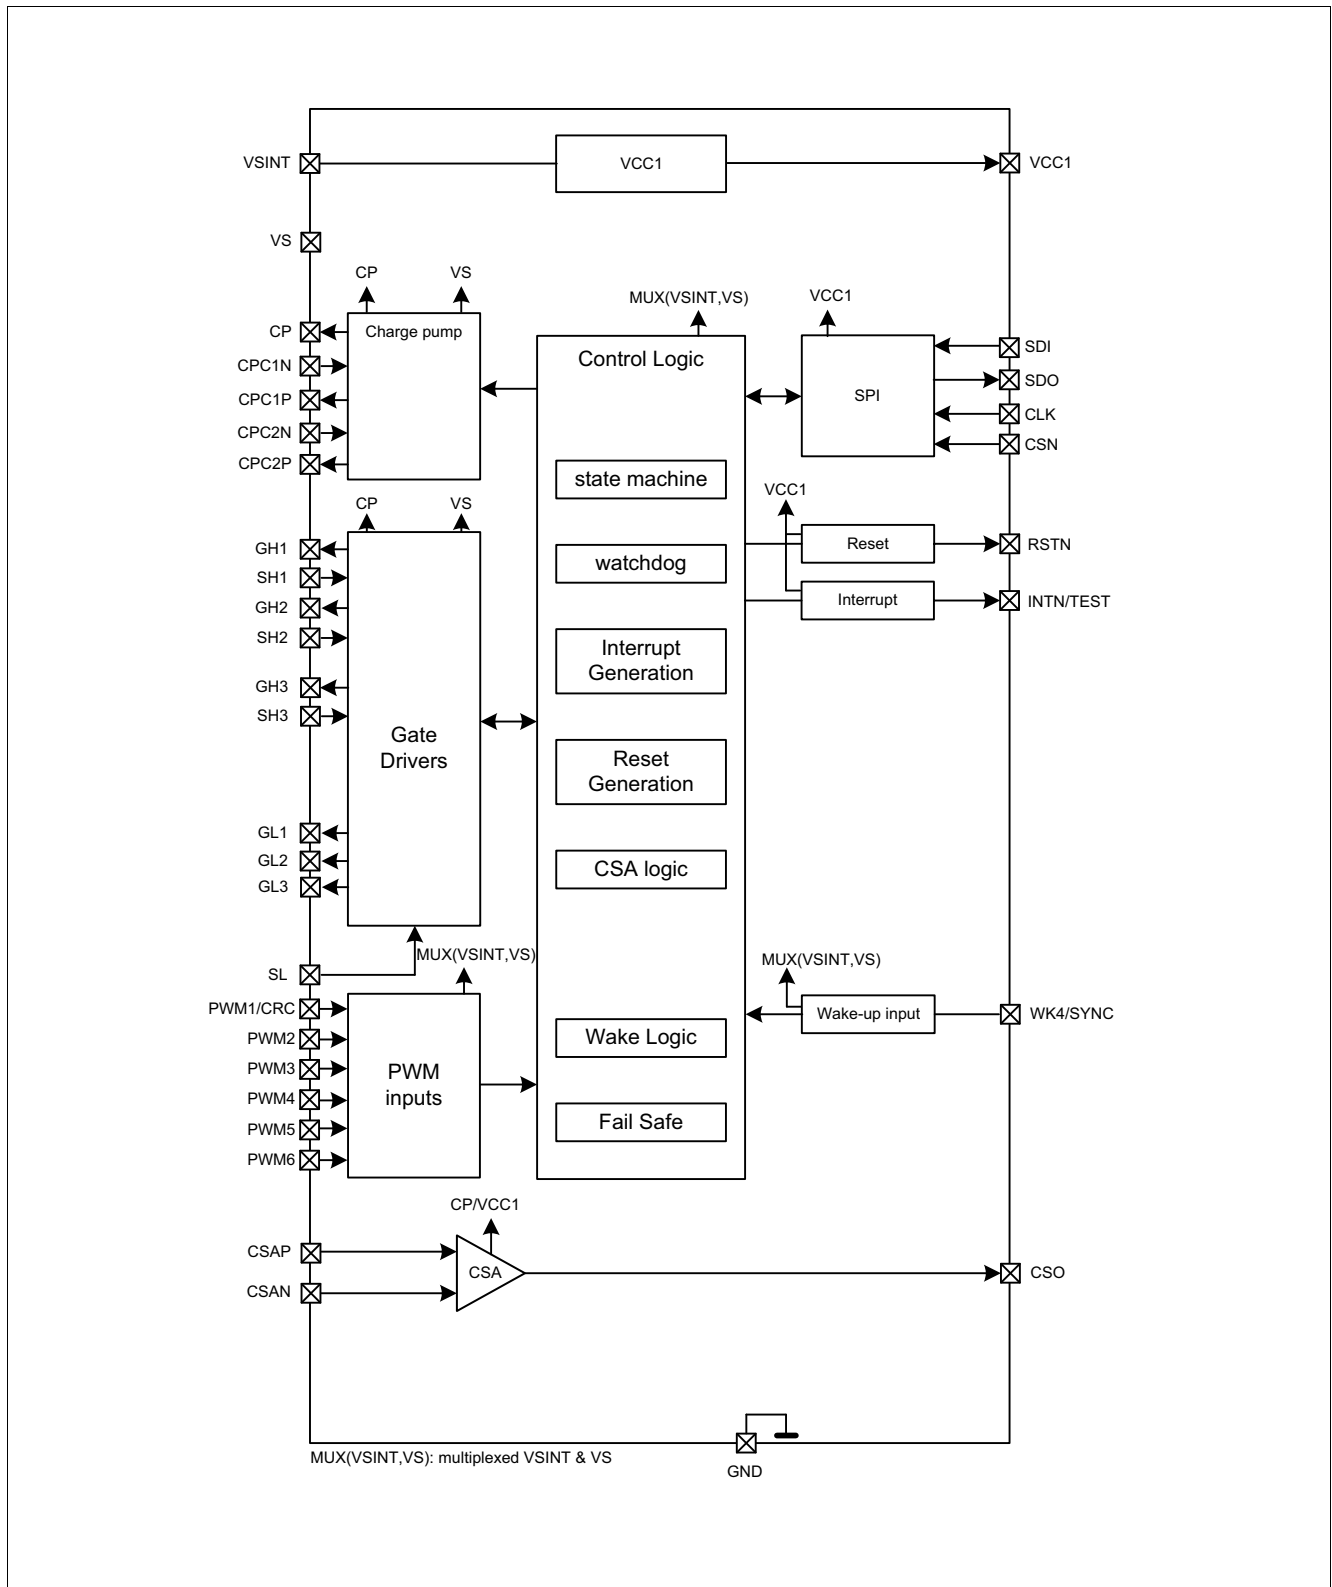 VSINT
VCC1
VCC1
VS
CP
VS
MUX(VSINT,VS)
VCC1
CP
Charge pump
CPC1N
CPC1P
CPC2N
CPC2P
Control Logic
SPI
SDI
SDO
CLK
CSN
state machine
VCC1
CP
VS
GH1
SH1
GH2
SH2
GH3
SH3
Gate
Drivers
GL1
GL2
GL3
watchdog
Reset
RSTN
Interrupt
INTN/TEST
Interrupt
Generation
Reset
Generation
CSA logic
SL
MUX(VSINT,VS)
MUX(VSINT,VS)
PWM1/CRC
PWM2
PWM3
PWM4
PWM5
PWM6
PWM
inputs
Wake-up input
WK4/SYNC
Wake Logic
Fail Safe
CP/VCC1
CSAP
CSAN
CSA
CSO
MUX(VSINT,VS): multiplexed VSINT & VS
GND